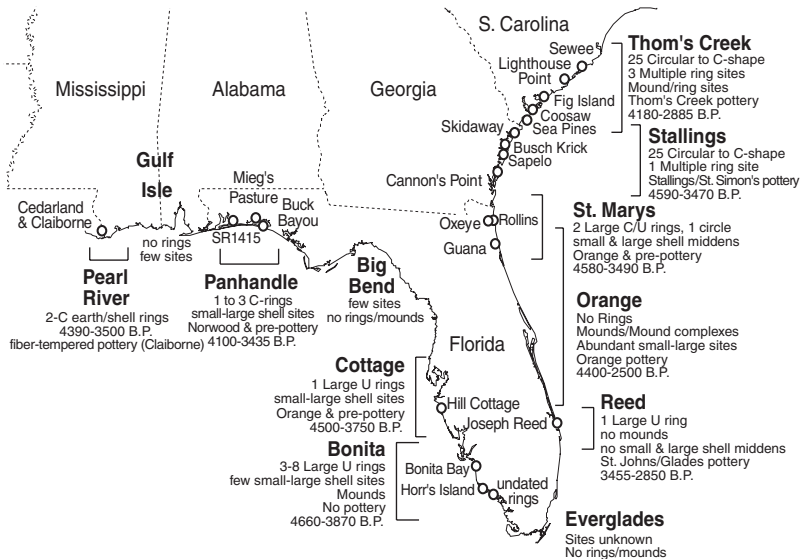 S. Carolina
Mississippi
Alabama
Georgia
Florida
Sewee
Lighthouse
Point
Fig Island
Coosaw
Sea Pines
Skidaway
Busch Krick
Sapelo
Cannon's Point
Thom's Creek
25 Circular to C-shape
3 Multiple ring sites
Mound/ring sites
Thom's Creek pottery
4180-2885 B.P.
Stallings
25 Circular to C-shape
1 Multiple ring site
Stallings/St. Simon's pottery
4590-3470 B.P.
Oxeye
Rollins
Guana
St. Marys
2 Large C/U rings, 1 circle
small & large shell middens
Orange & pre-pottery
4580-3490 B.P.
Orange
No Rings
Mounds/Mound complexes
Abundant small-large sites
Orange pottery
4400-2500 B.P.
Gulf
Isle
no rings
few sites
Cedarland
& Claiborne
Mieg's
Pasture
Buck
Bayou
SR1415
Pearl
River
2-C earth/shell rings
4390-3500 B.P.
fiber-tempered pottery (Claiborne)
Panhandle
1 to 3 C-rings
small-large shell sites
Norwood & pre-pottery
4100-3435 B.P.
Big
Bend
few sites
no rings/mounds
Cottage
1 Large U rings
small-large shell sites
Orange & pre-pottery
4500-3750 B.P.
Hill Cottage
Joseph Reed
Reed
1 Large U ring
no mounds
no small & large shell middens
St. Johns/Glades pottery
3455-2850 B.P.
Bonita
3-8 Large U rings
few small-large shell sites
Mounds
No pottery
4660-3870 B.P.
Bonita Bay
Horr's Island
undated
rings
Everglades
Sites unknown
No rings/mounds